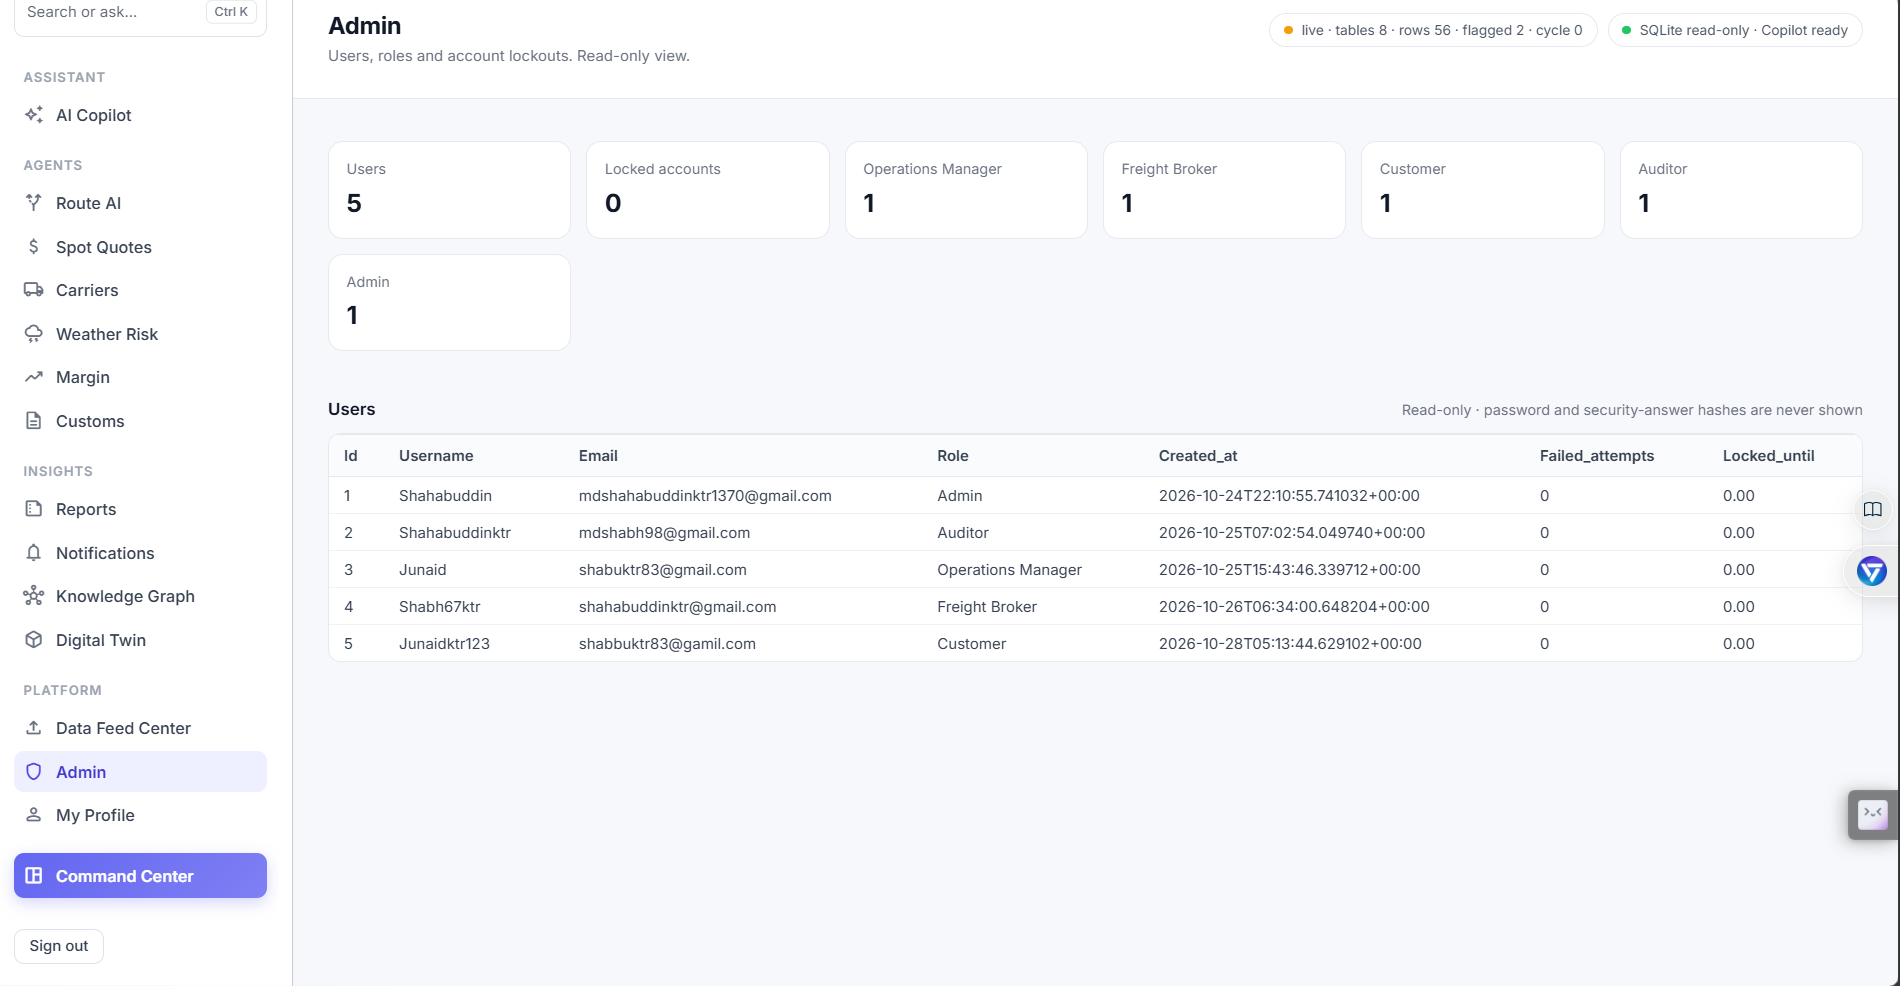 Search or ask... Ctrl K
ASSISTANT
AI Copilot
AGENTS
Route AI
Spot Quotes
Carriers
Weather Risk
Margin
Customs
INSIGHTS
Reports
Notifications
Knowledge Graph
Digital Twin
PLATFORM
Data Feed Center
Admin
My Profile
Command Center
Sign out
Admin
Users, roles and account lockouts. Read-only view.
live · tables 8 · rows 56 · flagged 2 · cycle 0
SQLite read-only · Copilot ready
Users
5
Locked accounts
0
Operations Manager
1
Freight Broker
1
Customer
1
Auditor
1
Admin
1
Users
Read-only · password and security-answer hashes are never shown
Id Username Email Role Created_at Failed_attempts Locked_until
1 Shahabuddin mdshahabuddinktr1370@gmail.com Admin 2026-10-24T22:10:55.741032+00:00 0 0.00
2 Shahabuddinktr mdshabh98@gmail.com Auditor 2026-10-25T07:02:54.049740+00:00 0 0.00
3 Junaid shabuktr83@gmail.com Operations Manager 2026-10-25T15:43:46.339712+00:00 0 0.00
4 Shabh67ktr shahabuddinktr@gmail.com Freight Broker 2026-10-26T06:34:00.648204+00:00 0 0.00
5 Junaidktr123 shabbuktr83@gamil.com Customer 2026-10-28T05:13:44.629102+00:00 0 0.00